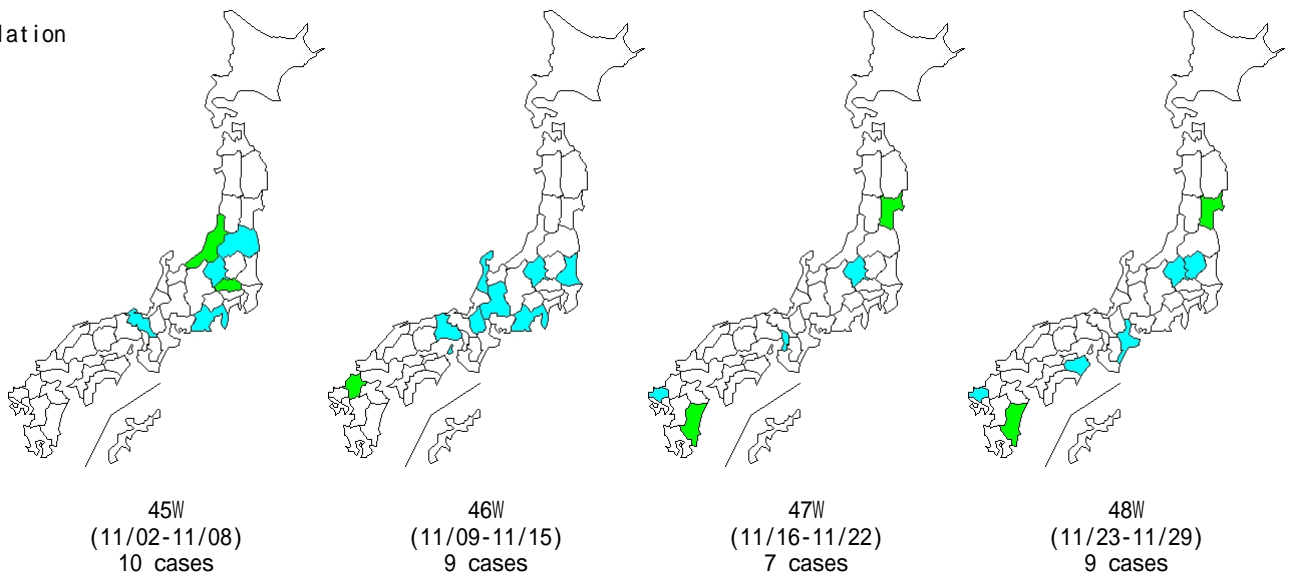 lation
45W
(11/02-11/08)
10 cases
46W
(11/09-11/15)
9 cases
47W
(11/16-11/22)
7 cases
48W
(11/23-11/29)
9 cases